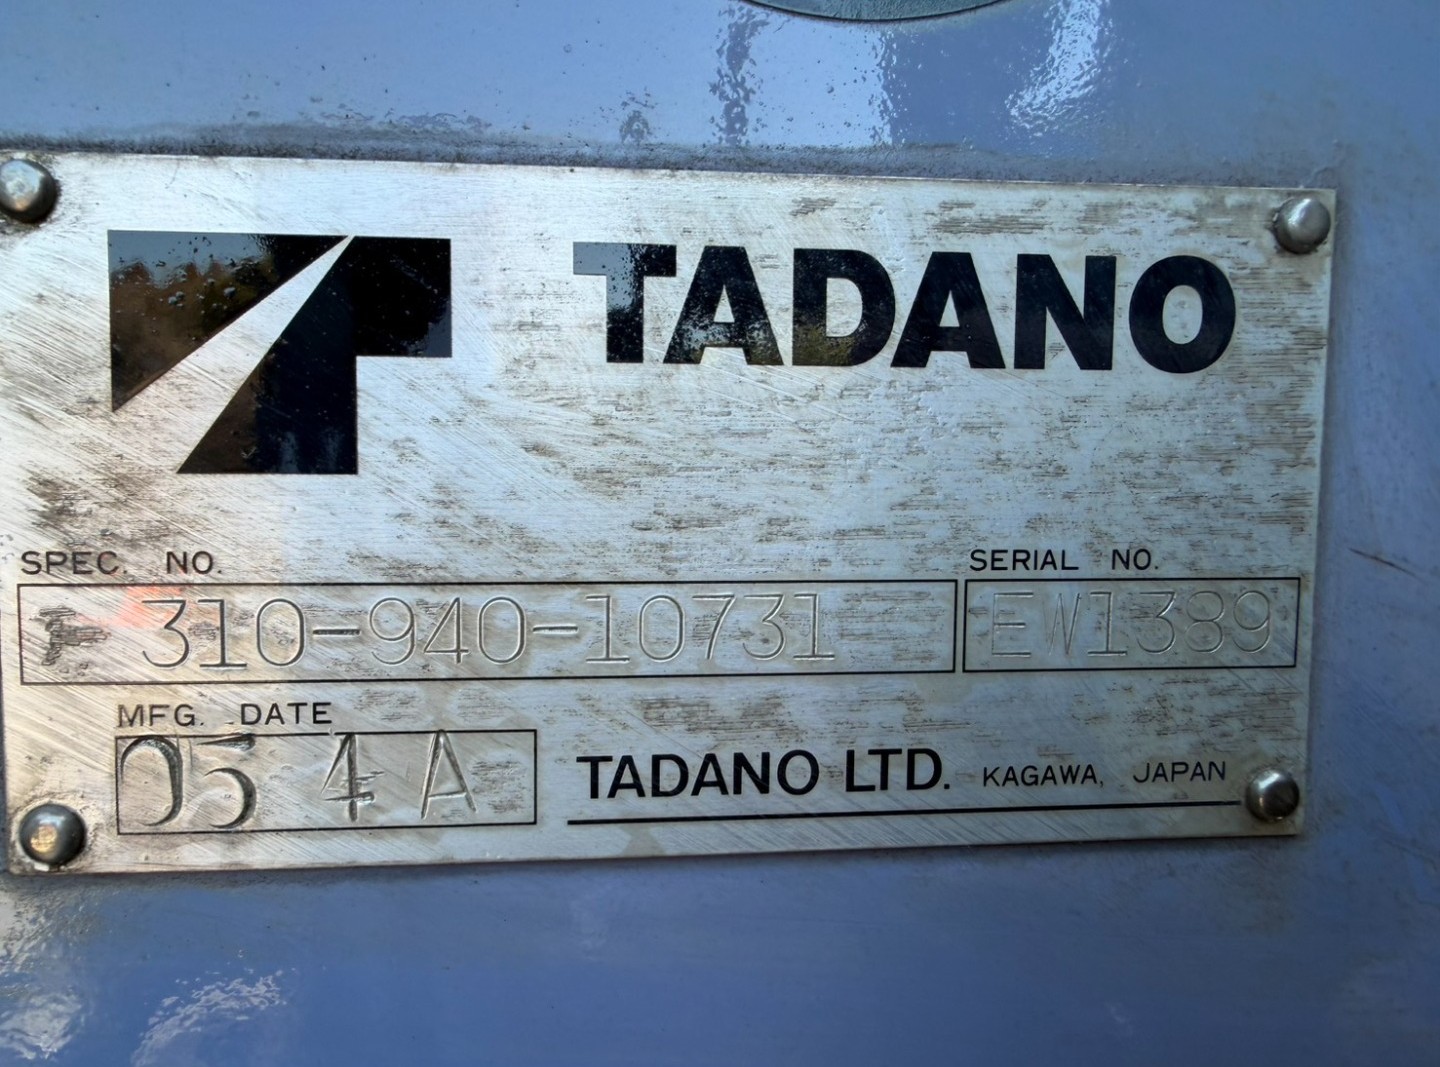 TADANO
SPEC. NO.
SERIAL NO.
310-940-10731
EW1389
MFG. DATE
05 4 A
TADANO LTD. KAGAWA, JAPAN